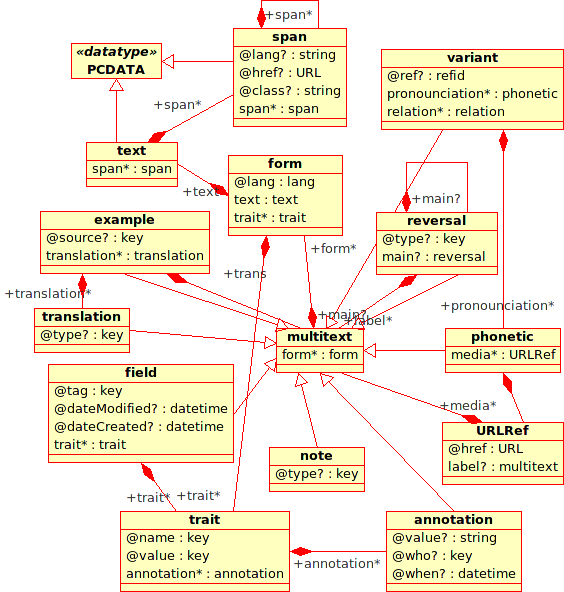 +span*
span
@lang? : string
@href? : URL
@class? : string
span* : span
«datatype»
PCDATA
variant
@ref? : refid
pronounciation* : phonetic
relation* : relation
+span*
text
span* : span
form
@lang : lang
text : text
trait* : trait
+text
+main?
example
@source? : key
translation* : translation
reversal
@type? : key
main? : reversal
+form*
+trans
+translation*
+main?
+label*
+pronounciation*
translation
@type? : key
multitext
form* : form
phonetic
media* : URLRef
field
@tag : key
@dateModified? : datetime
@dateCreated? : datetime
trait* : trait
+media*
URLRef
@href : URL
label? : multitext
note
@type? : key
+trait*
+trait*
trait
@name : key
@value : key
annotation* : annotation
+annotation*
annotation
@value? : string
@who? : key
@when? : datetime